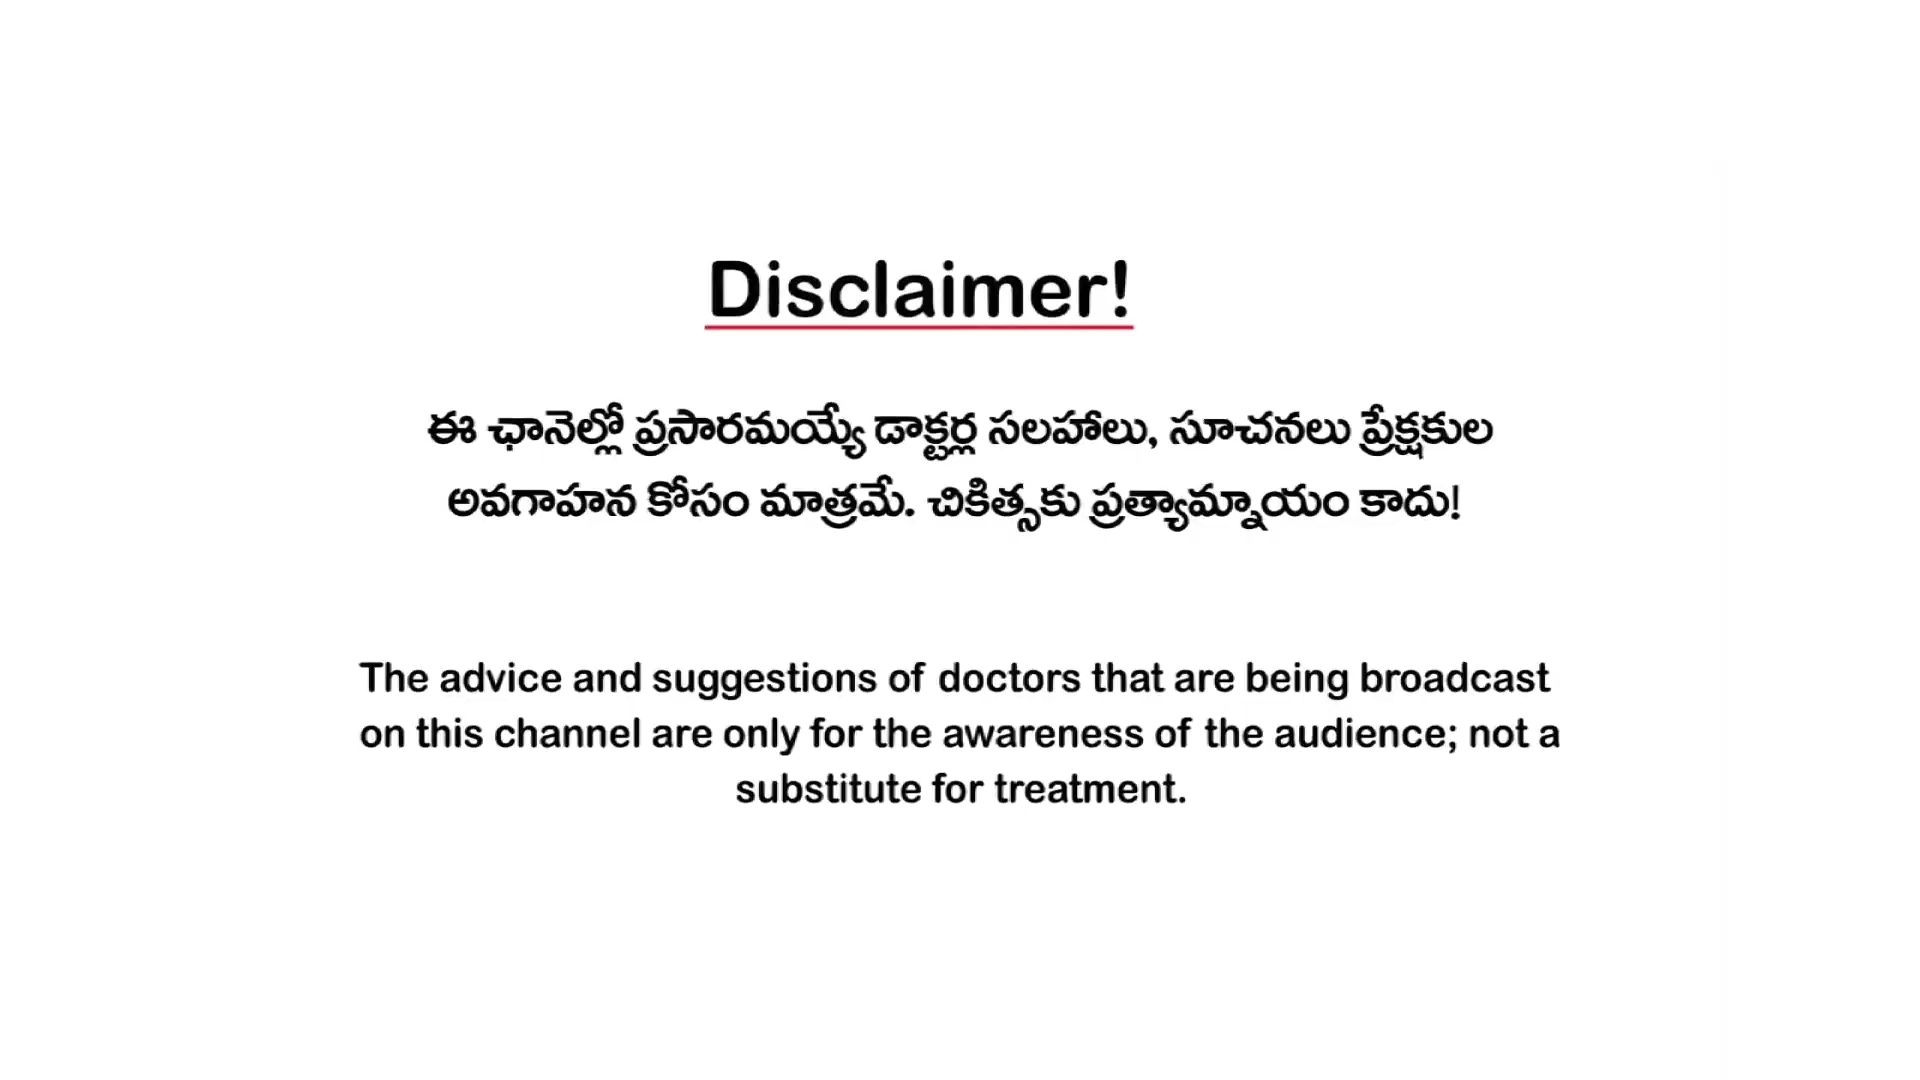 Disclaimer!
ఈ ఛానెల్లో ప్రసారమయ్యే డాక్టర్ల సలహాలు, సూచనలు ప్రేక్షకుల
అవగాహన కోసం మాత్రమే. చికిత్సకు ప్రత్యామ్నాయం కాదు!
The advice and suggestions of doctors that are being broadcast
on this channel are only for the awareness of the audience; not a
substitute for treatment.